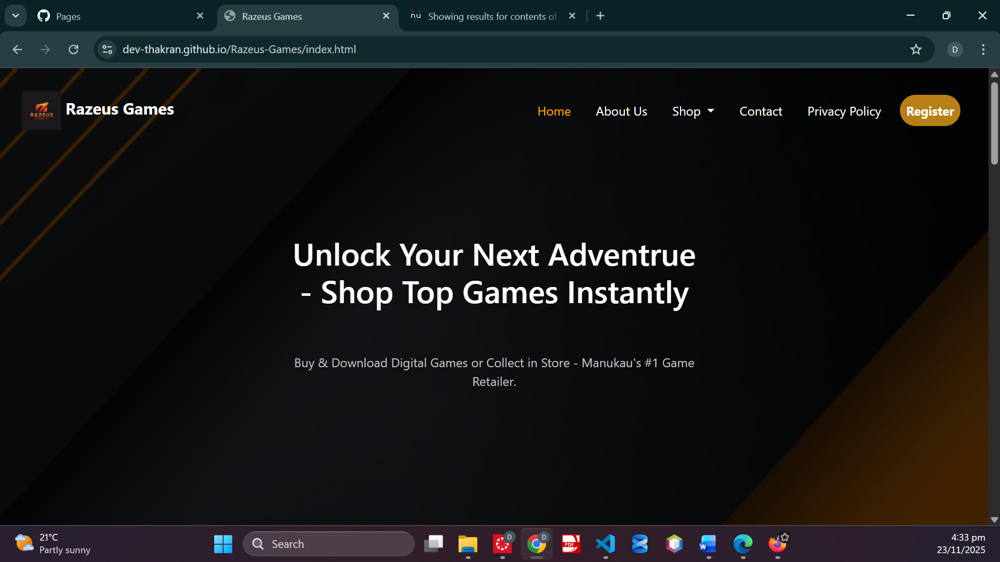 Pages
Razeus Games
nu
Showing results for contents of
dev-thakran.github.io/Razeus-Games/index.html
D
RAZEUS
GAMES
Razeus Games
Home
About Us
Shop
Contact
Privacy Policy
Register
Unlock Your Next Adventrue
- Shop Top Games Instantly
Buy & Download Digital Games or Collect in Store - Manukau's #1 Game
Retailer.
21°C
Partly sunny
Search
D
D
PDF
W
4:33 pm
23/11/2025